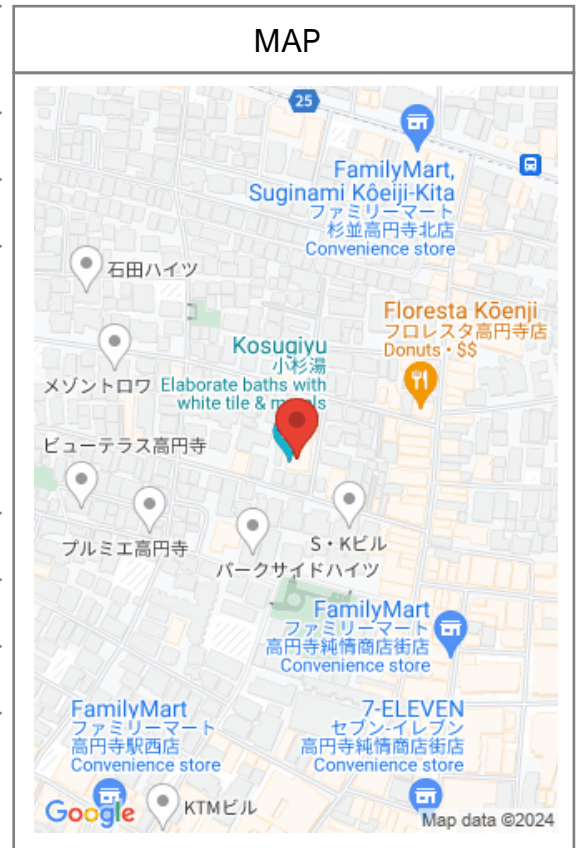 MAP
25
FamilyMart,
Suginami Kôeiji-Kita
ファミリーマート
杉並高円寺北店
Convenience store
石田ハイツ
Floresta Kōenji
フロレスタ高円寺店
Donuts • $$
Kosugiyu
小杉湯
Elaborate baths with
white tile & m
メゾントロワ
ビューテラス高円寺
プルミエ高円寺
S・Kビル
パークサイドハイツ
FamilyMart
ファミリーマート
高円寺純情商店街店
Convenience store
FamilyMart
ファミリーマート
高円寺駅西店
Convenience store
7-ELEVEN
セブン-イレブン
高円寺純情商店街店
Convenience store
KTMビル
Google
Map data ©2024